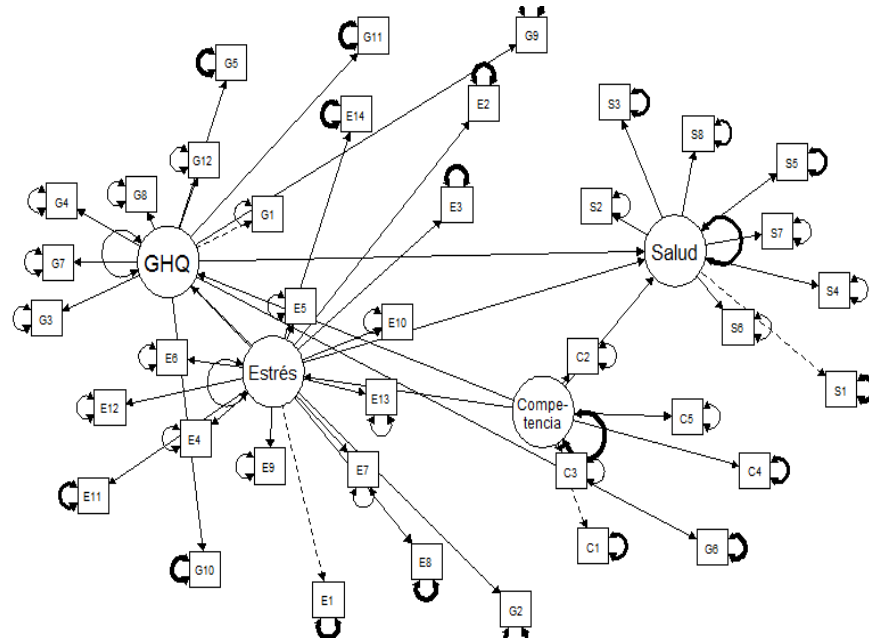 G9
G11
G5
E2
S3
E14
S8
G12
S5
G8
G4
S2
G1
E3
S7
Salud
GHQ
G7
S4
G3
E5
E10
S6
E6
C2
Estrés
S1
E13
E12
Compe-
tencia
C5
E4
E9
E7
C3
C4
E11
C1
G6
E8
G10
E1
G2